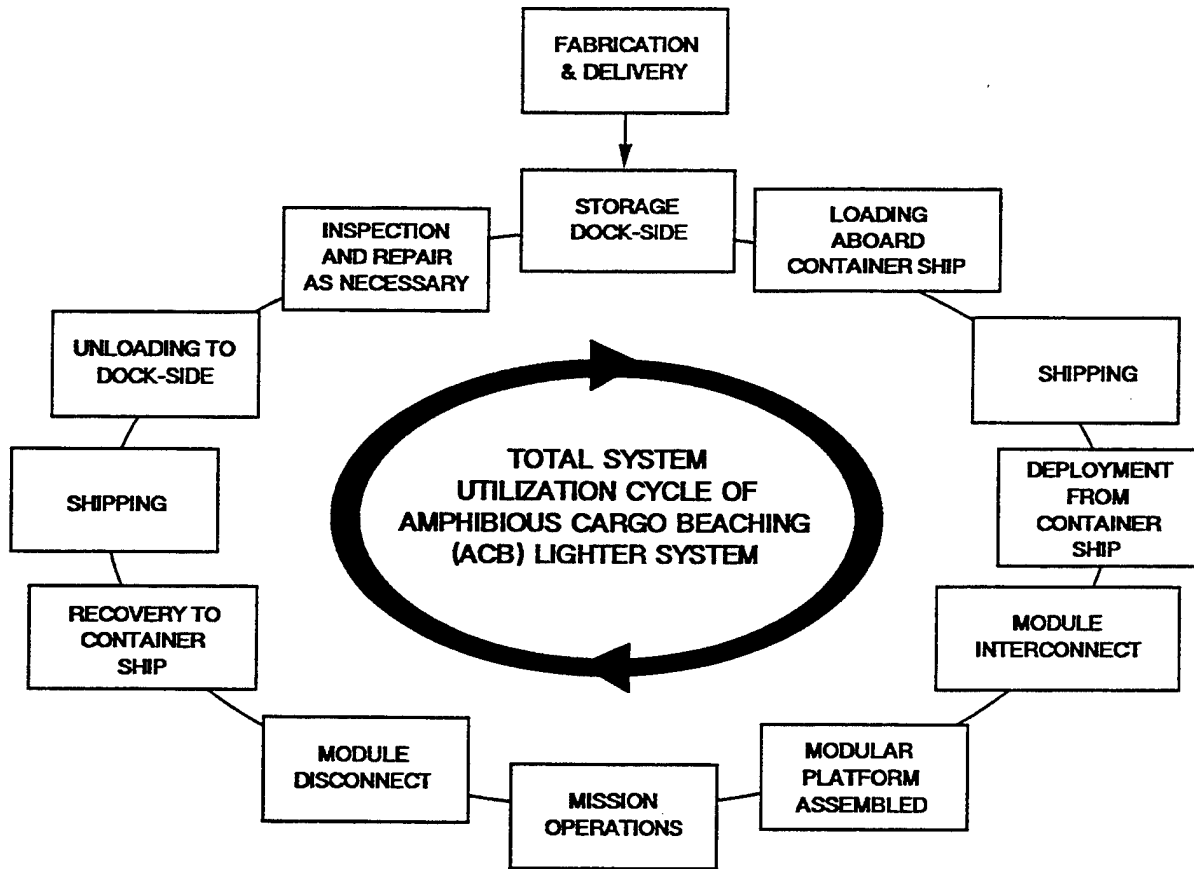 FABRICATION
& DELIVERY
STORAGE
DOCK-SIDE
LOADING
ABOARD
CONTAINER SHIP
SHIPPING
DEPLOYMENT
FROM
CONTAINER
SHIP
MODULE
INTERCONNECT
MODULAR
PLATFORM
ASSEMBLED
MISSION
OPERATIONS
MODULE
DISCONNECT
RECOVERY TO
CONTAINER
SHIP
SHIPPING
UNLOADING TO
DOCK-SIDE
INSPECTION
AND REPAIR
AS NECESSARY
TOTAL SYSTEM
UTILIZATION CYCLE OF
AMPHIBIOUS CARGO BEACHING
(ACB) LIGHTER SYSTEM